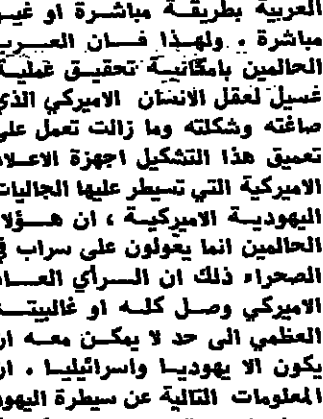 العربية بطريقة مباشرة او غير
مباشرة . ولهذا فان العرب
الحالمين بامكانية تحقيق عملية
غسيل لعقل الانسان الاميركي الذي
صاغته وشكلته وما زالت تعمل على
تعميق هذا التشكيل اجهزة الاعلا
الاميركية التي تسيطر عليها الجاليات
اليهودية الاميركية ، ان هؤلا
الحالمين انما يعولون على سراب في
الصحراء ذلك ان الرأي العام
الاميركي وصل كله او غالبيته
العظمي الى حد لا يمكن معه ان
يكون الا يهوديا واسرائيليا . ان
المعلومات التالية عن سيطرة اليهود